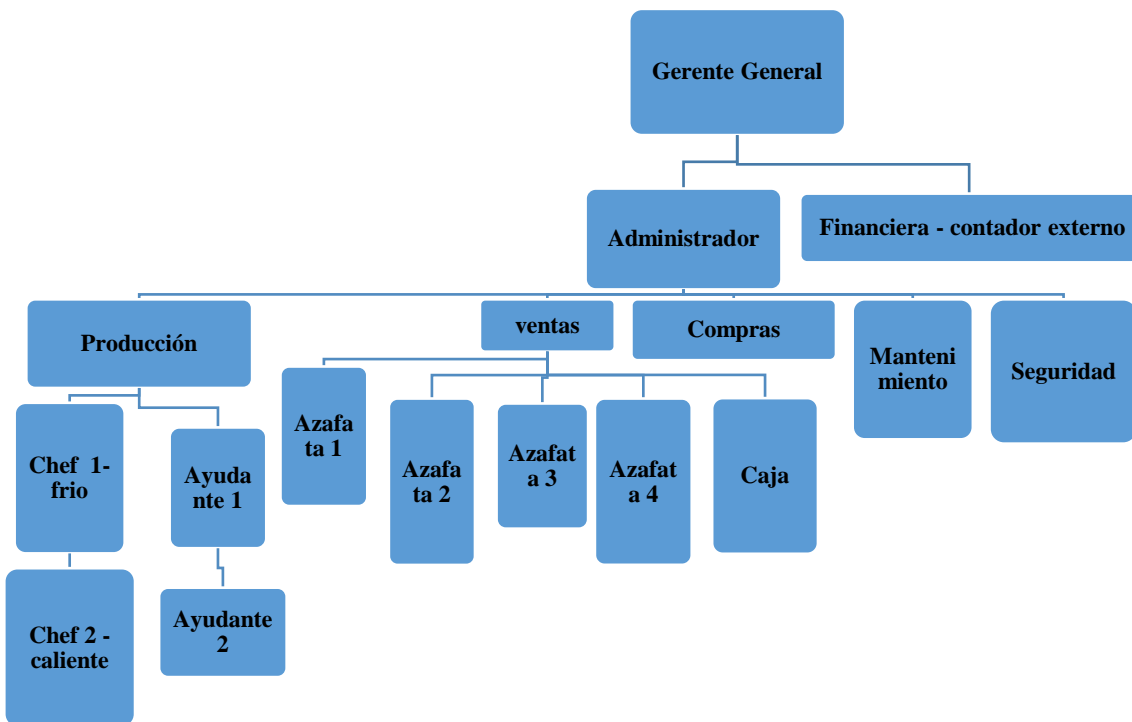 Gerente General
Administrador
Financiera - contador externo
Producción
ventas
Compras
Manteni
miento
Seguridad
Chef 1-
frio
Ayuda
nte 1
Azafa
ta 1
Azafa
ta 2
Azafat
a 3
Azafat
a 4
Caja
Chef 2 -
caliente
Ayudante
2